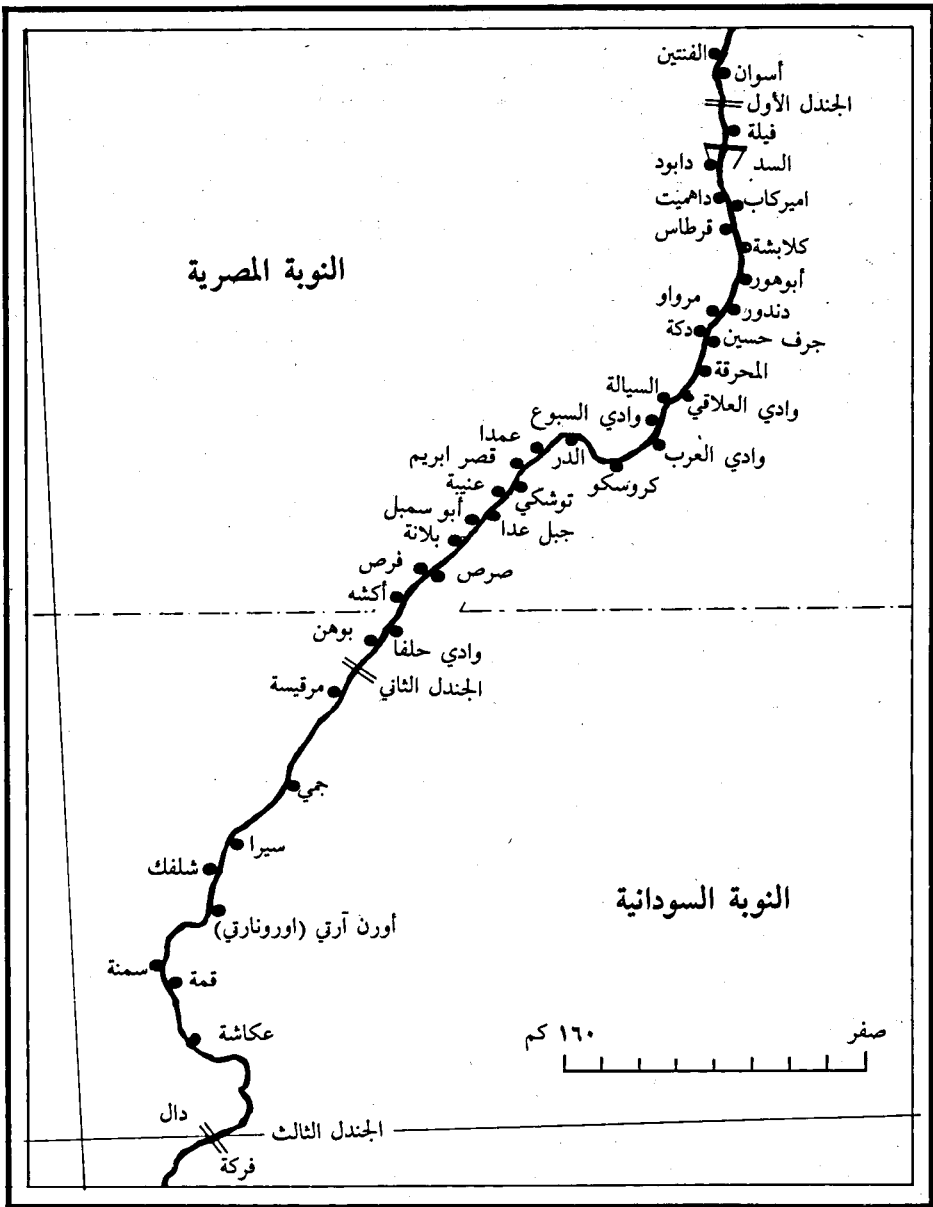 الفنتين
أسوان
الجندل الأول
فيلة
السد
دابود
داهميت
اميركاب
قرطاس
كلابشة
النوبة المصرية
أبوهور
مرواو
دندور
دكة
جرف حسين
المحرقة
السيالة
وادي العلاقي
وادي السبوع
عمدا
الدر
وادي العرب
قصر ابريم
كروسكو
عنيبة
توشكي
أبو سمبل
جبل عدا
بلانة
فرص
صرص
أكشه
بوهن
وادي حلفا
الجندل الثاني
مرقيسة
جمي
سيرا
شلفك
النوبة السودانية
أورن آرتي (اورونارتي)
سمنة
قمة
عكاشة
صفر
١٦٠ كم
دال
الجندل الثالث
فركة